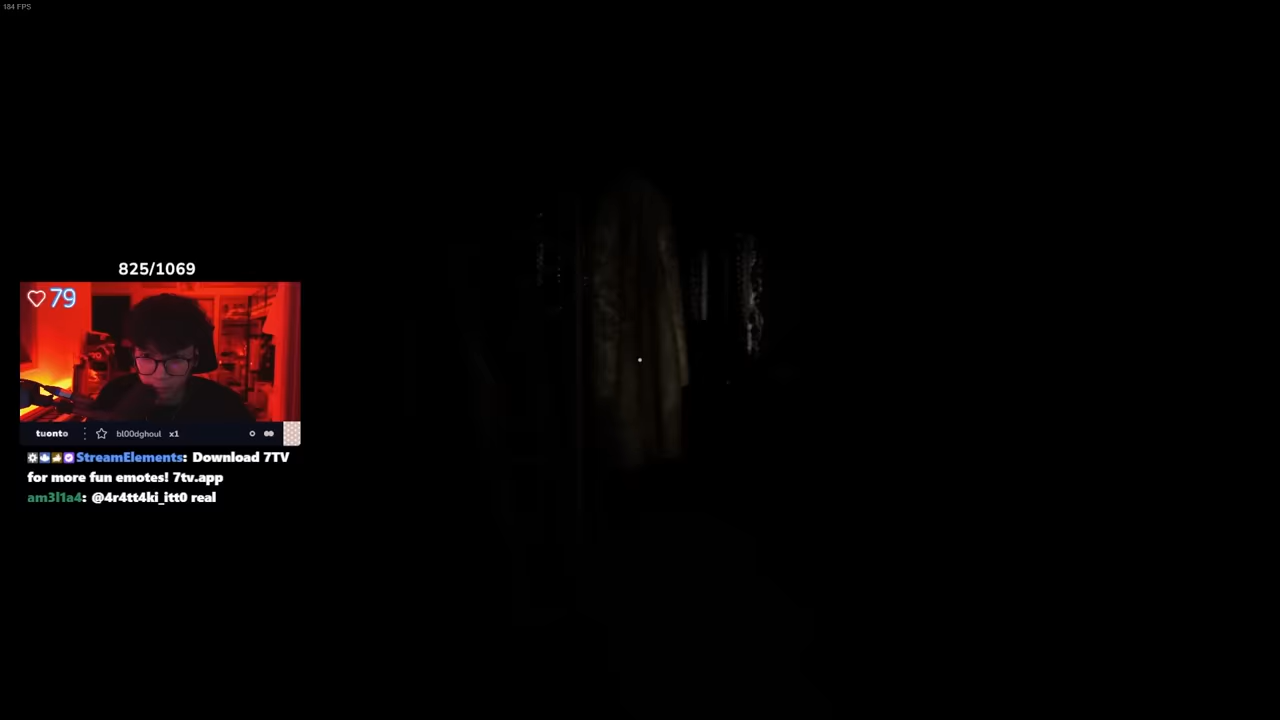 184 FPS
825/1069
79
tuonto
bl00dghoul x1
StreamElements: Download 7TV
for more fun emotes! 7tv.app
am3l1a4: @4r4tt4ki_itt0 real